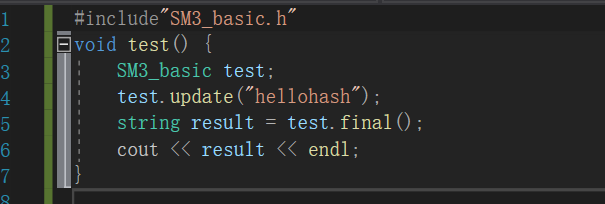 1 #include"SM3_basic.h"
2 void test() {
3 SM3_basic test;
4 test.update("hellohash");
5 string result = test.final();
6 cout << result << endl;
7 }
8